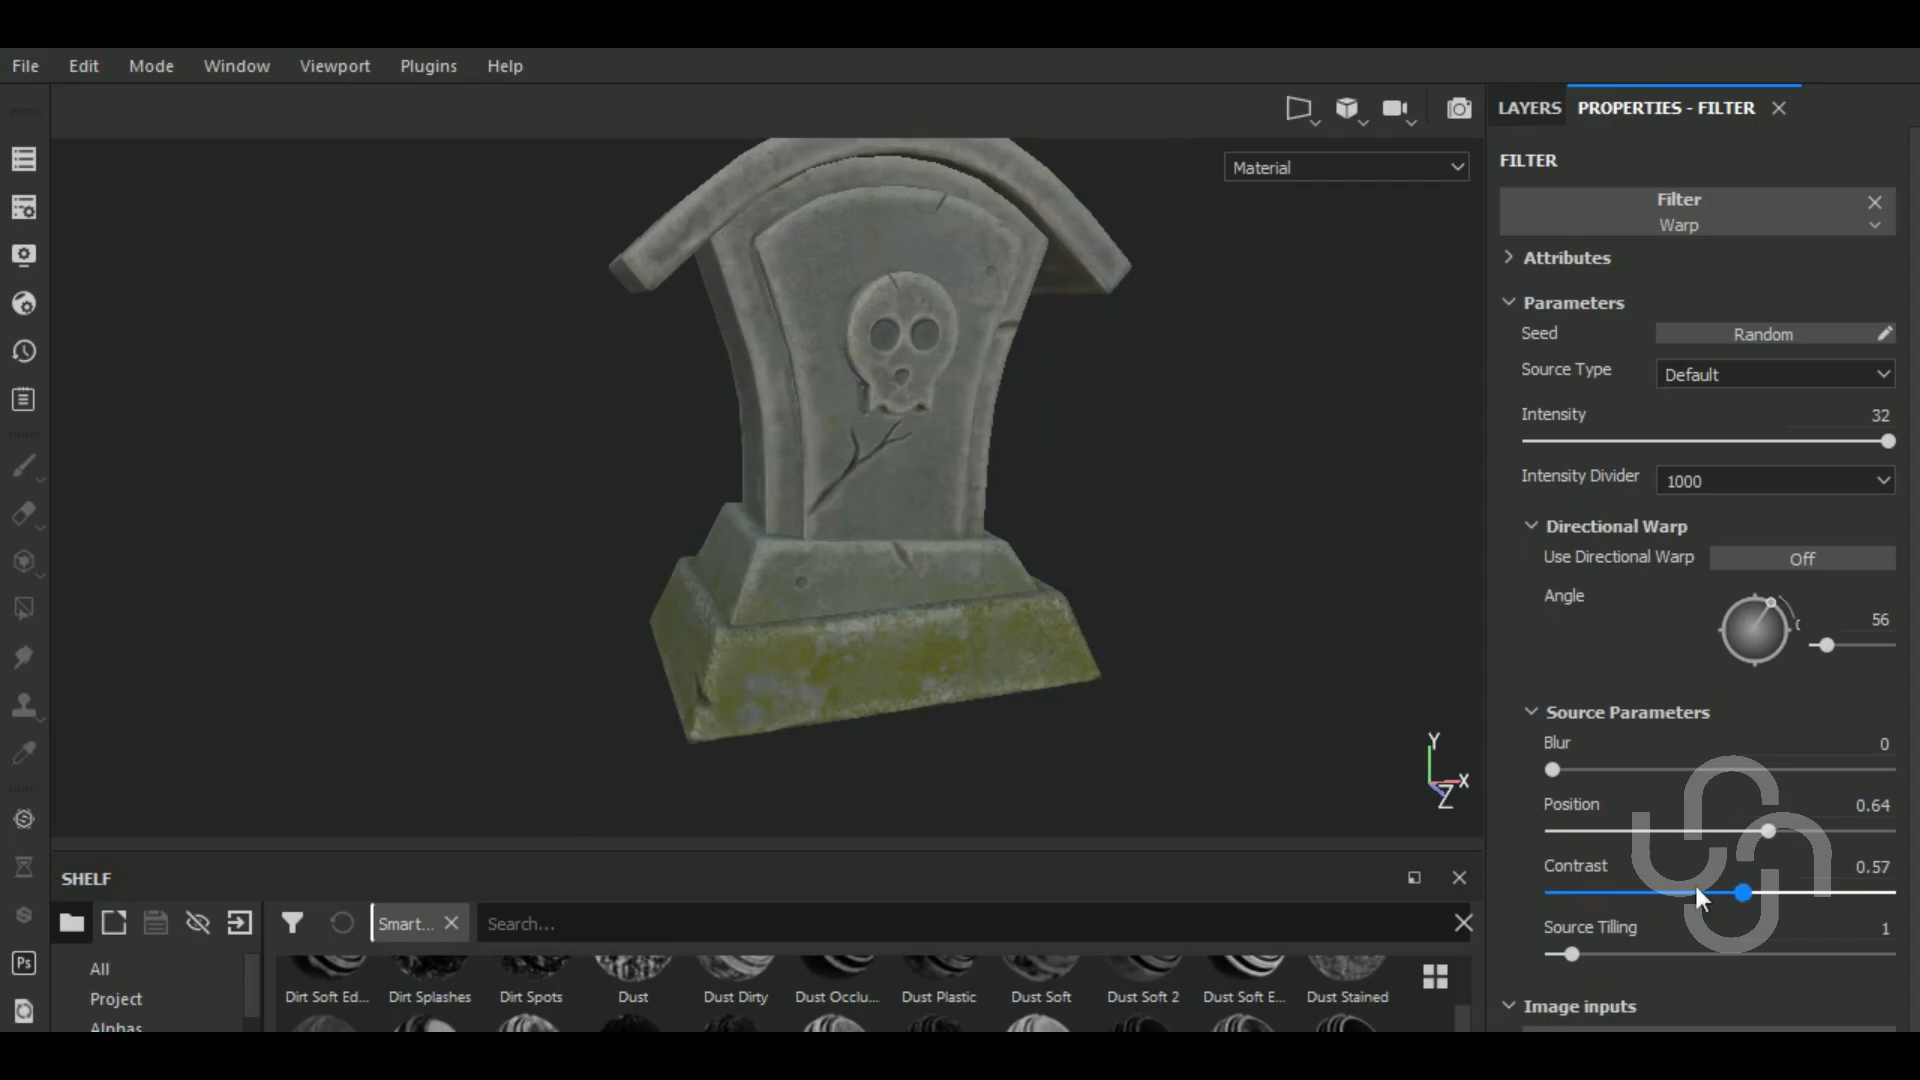 File Edit Mode Window Viewport Plugins Help
LAYERS PROPERTIES - FILTER
Material
FILTER
Filter
Warp
Attributes
Parameters
Seed Random
Source Type Default
Intensity 32
Intensity Divider 1000
Directional Warp
Use Directional Warp Off
Angle
56
Source Parameters
Blur 0
Position 0.64
Contrast 0.57
Source Tilling 1
Image inputs
Y
X
Z
SHELF
Smart... Search...
All
Project
Alphas
Dirt Soft Ed... Dirt Splashes Dirt Spots Dust Dust Dirty Dust Occlu... Dust Plastic Dust Soft Dust Soft 2 Dust Soft E... Dust Stained
Ps